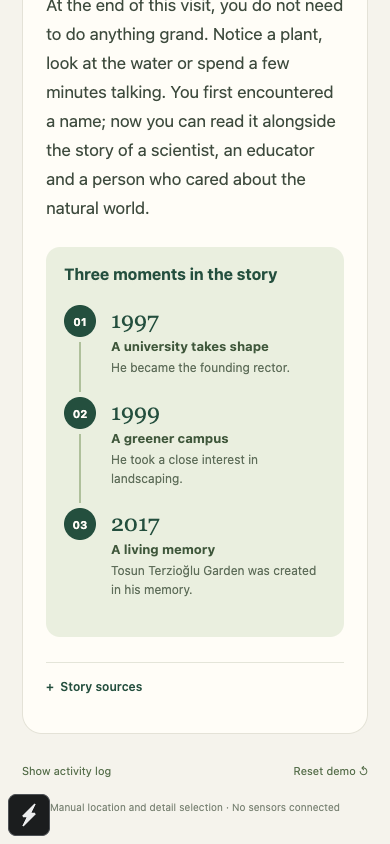 At the end of this visit, you do not need
to do anything grand. Notice a plant,
look at the water or spend a few
minutes talking. You first encountered
a name; now you can read it alongside
the story of a scientist, an educator
and a person who cared about the
natural world.
Three moments in the story
01
1997
A university takes shape
He became the founding rector.
02
1999
A greener campus
He took a close interest in
landscaping.
03
2017
A living memory
Tosun Terzioğlu Garden was created
in his memory.
+ Story sources
Show activity log
Reset demo ↺
Manual location and detail selection · No sensors connected